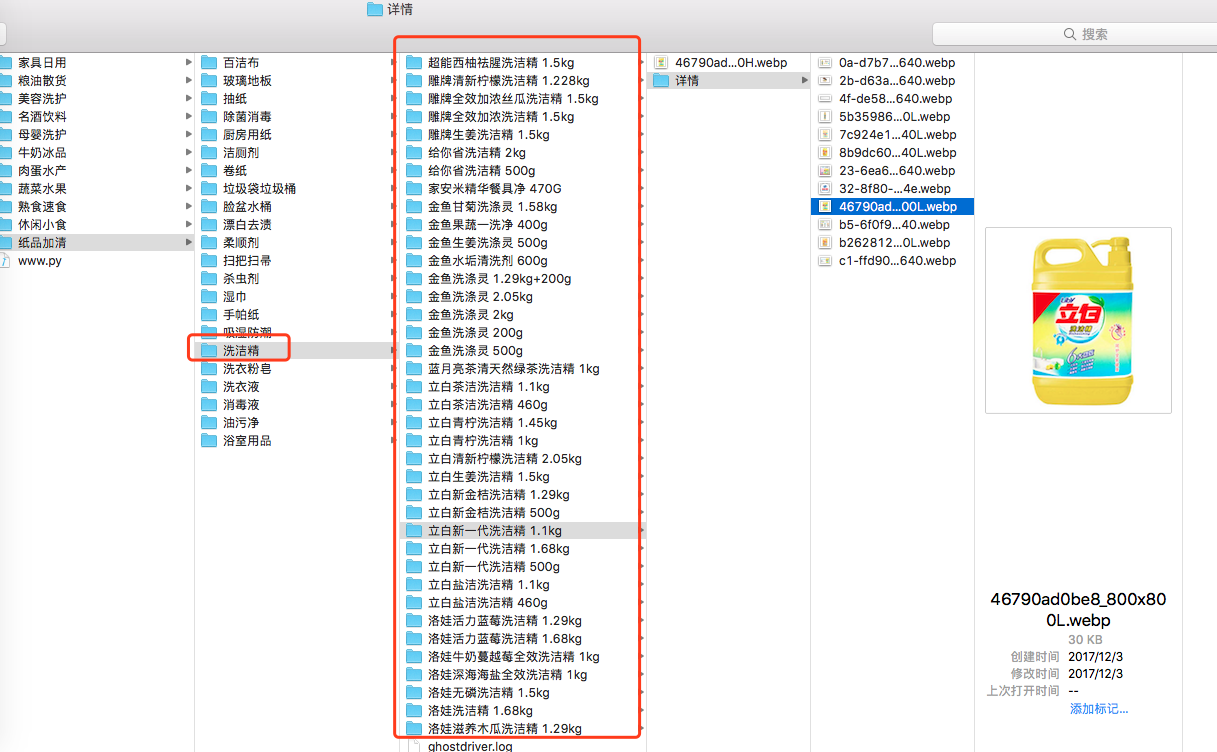 详情
搜索
家具日用
粮油散货
美容洗护
名酒饮料
母婴洗护
牛奶冰品
肉蛋水产
蔬菜水果
熟食速食
休闲小食
纸品加清
www.py
百洁布
玻璃地板
抽纸
除菌消毒
厨房用纸
洁厕剂
卷纸
垃圾袋垃圾桶
脸盆水桶
漂白去渍
柔顺剂
扫把扫帚
杀虫剂
湿巾
手帕纸
吸湿防潮
洗洁精
洗衣粉皂
洗衣液
消毒液
油污净
浴室用品
超能西柚祛腥洗洁精 1.5kg
雕牌清新柠檬洗洁精 1.228kg
雕牌全效加浓丝瓜洗洁精 1.5kg
雕牌全效加浓洗洁精 1.5kg
雕牌生姜洗洁精 1.5kg
给你省洗洁精 2kg
给你省洗洁精 500g
家安米精华餐具净 470G
金鱼甘菊洗涤灵 1.58kg
金鱼果蔬一洗净 400g
金鱼生姜洗涤灵 500g
金鱼水垢清洗剂 600g
金鱼洗涤灵 1.29kg+200g
金鱼洗涤灵 2.05kg
金鱼洗涤灵 2kg
金鱼洗涤灵 200g
金鱼洗涤灵 500g
蓝月亮茶清天然绿茶洗洁精 1kg
立白茶洁洗洁精 1.1kg
立白茶洁洗洁精 460g
立白青柠洗洁精 1.45kg
立白青柠洗洁精 1kg
立白清新柠檬洗洁精 2.05kg
立白生姜洗洁精 1.5kg
立白新金桔洗洁精 1.29kg
立白新金桔洗洁精 500g
立白新一代洗洁精 1.1kg
立白新一代洗洁精 1.68kg
立白新一代洗洁精 500g
立白盐洁洗洁精 1.1kg
立白盐洁洗洁精 460g
洛娃活力蓝莓洗洁精 1.29kg
洛娃活力蓝莓洗洁精 1.68kg
洛娃牛奶蔓越莓全效洗洁精 1kg
洛娃深海海盐全效洗洁精 1kg
洛娃无磷洗洁精 1.5kg
洛娃洗洁精 1.68kg
洛娃滋养木瓜洗洁精 1.29kg
ghostdriver.log
46790ad...0H.webp
详情
0a-d7b7...640.webp
2b-d63a...640.webp
4f-de58...640.webp
5b35986...0L.webp
7c924e1...40L.webp
8b9dc60...40L.webp
23-6ea6...640.webp
32-8f80-...4e.webp
46790ad...00L.webp
b5-6f0f9...40.webp
b262812...0L.webp
c1-ffd90...640.webp
立白
洗洁精
46790ad0be8_800x80
0L.webp
30 KB
创建时间 2017/12/3
修改时间 2017/12/3
上次打开时间 --
添加标记...